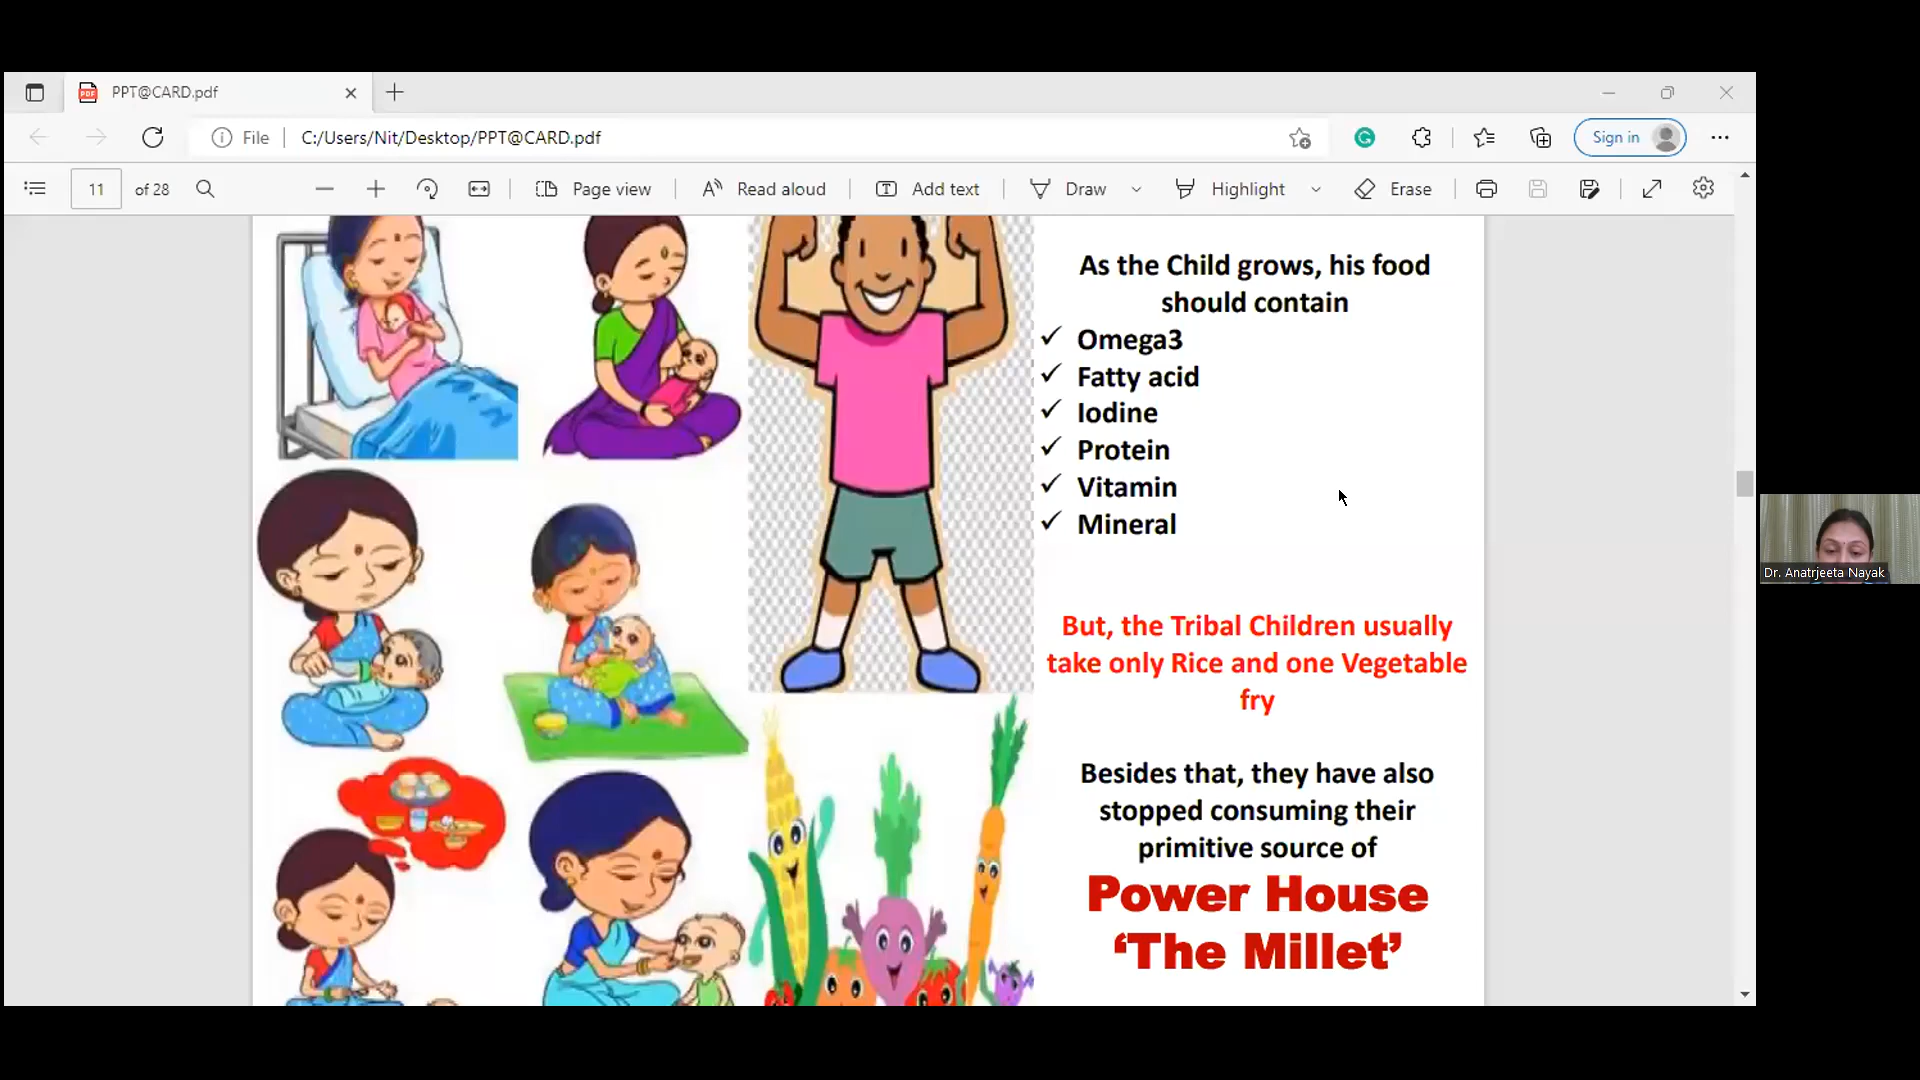 PPT@CARD.pdf
File
C:/Users/Nit/Desktop/PPT@CARD.pdf
Sign in
11 of 28
Page view
Read aloud
Add text
Draw
Highlight
Erase
As the Child grows, his food
should contain
✓ Omega3
✓ Fatty acid
✓ Iodine
✓ Protein
✓ Vitamin
✓ Mineral
But, the Tribal Children usually
take only Rice and one Vegetable
fry
Besides that, they have also
stopped consuming their
primitive source of
Power House
‘The Millet’
Dr. Anatrjeeta Nayak